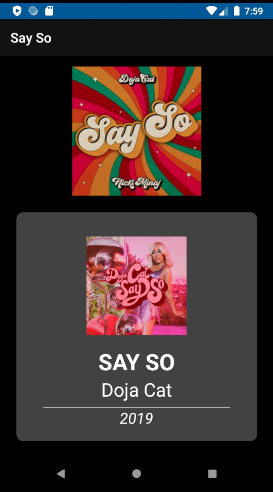 7:59
Say So
Doja Cat
Say So
Nicki Minaj
Doja
Cat
Say So
SAY SO
Doja Cat
2019